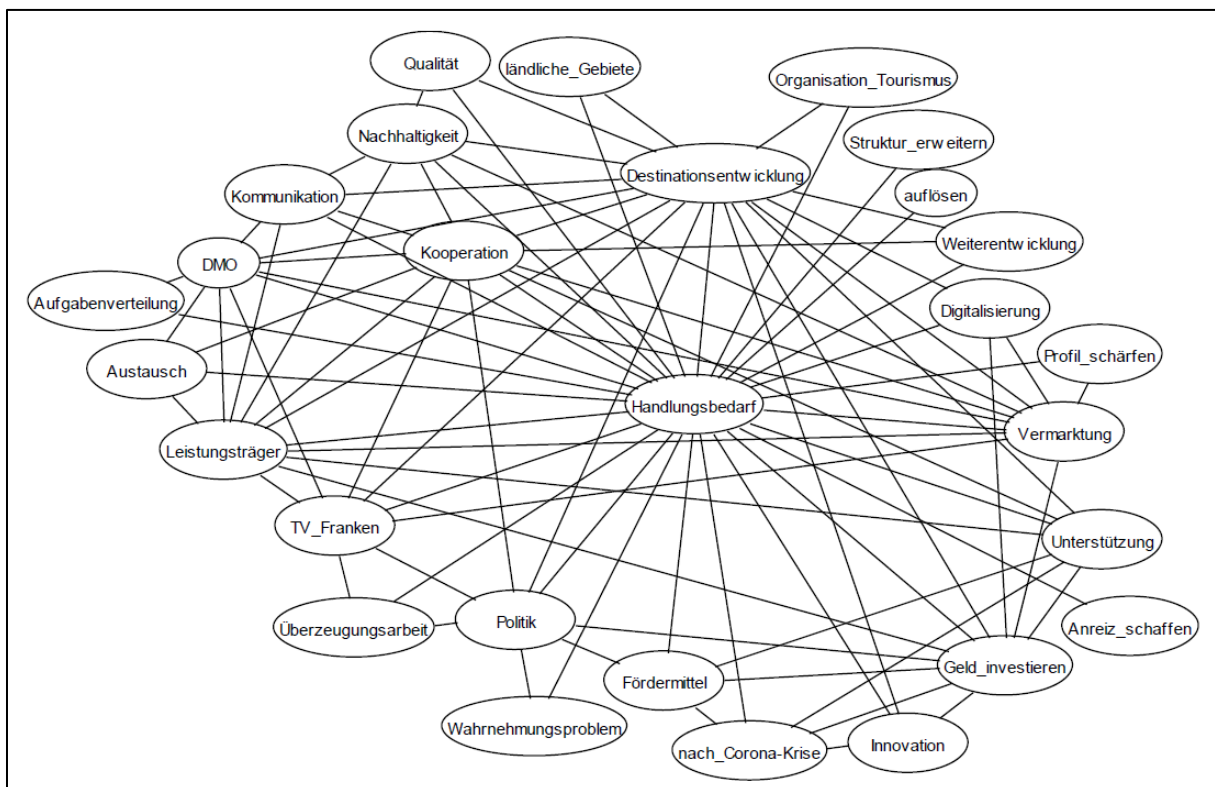 Qualität
ländliche_Gebiete
Organisation_Tourismus
Nachhaltigkeit
Struktur_erweitern
Destinationsentwicklung
Kommunikation
auflösen
Kooperation
Weiterentwicklung
DMO
Aufgabenverteilung
Digitalisierung
Austausch
Profil_schärfen
Handlungsbedarf
Vermarktung
Leistungsträger
TV_Franken
Unterstützung
Überzeugungsarbeit
Politik
Anreiz_schaffen
Geld_investieren
Fördermittel
Wahrnehmungsproblem
nach_Corona-Krise
Innovation